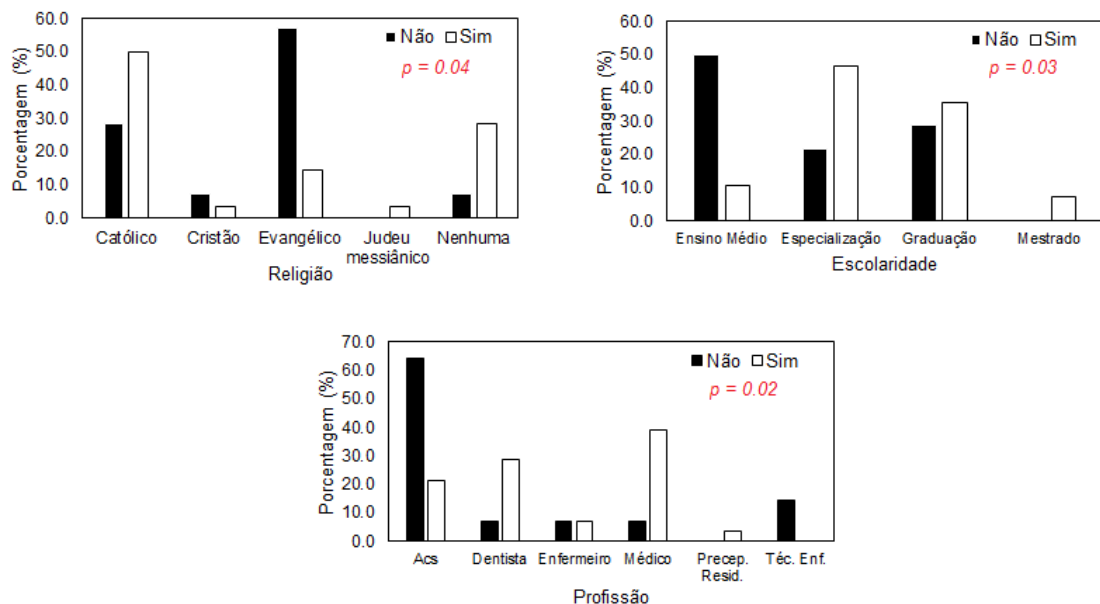 60.0
50.0
40.0
30.0
20.0
10.0
0.0
Porcentagem (%)
Não Sim
p = 0.04
Católico Cristão Evangélico Judeu messiânico Nenhuma
Religião
60.0
50.0
40.0
30.0
20.0
10.0
0.0
Porcentagem (%)
Não Sim
p = 0.03
Ensino Médio Especialização Graduação Mestrado
Escolaridade
70.0
60.0
50.0
40.0
30.0
20.0
10.0
0.0
Porcentagem (%)
Não Sim
p = 0.02
Acs Dentista Enfermeiro Médico Precep. Resid. Téc. Enf.
Profissão